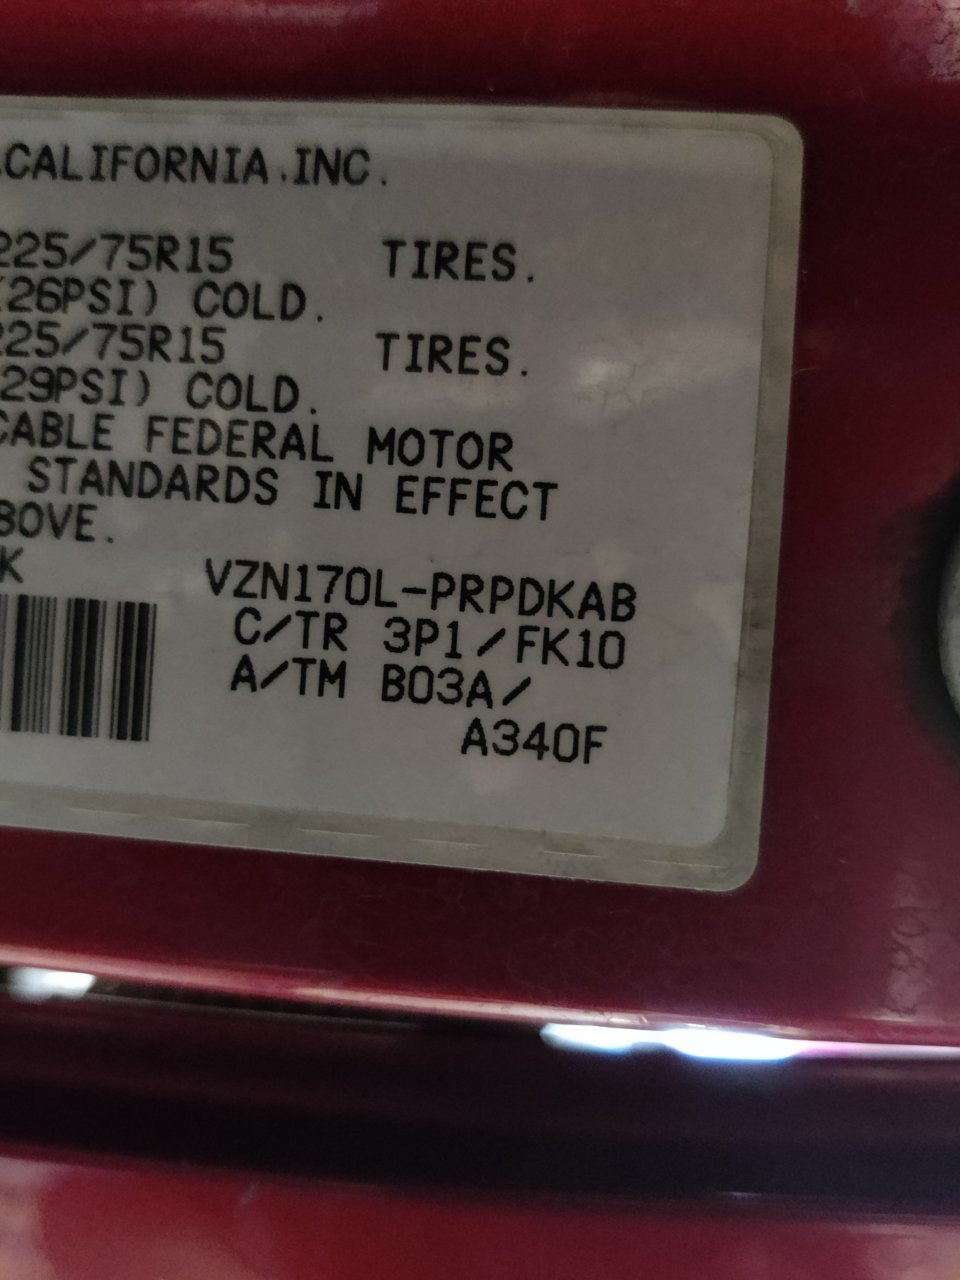 .CALIFORNIA.INC.
225/75R15 TIRES.
(26PSI) COLD.
225/75R15 TIRES.
(29PSI) COLD.
CABLE FEDERAL MOTOR
STANDARDS IN EFFECT
BOVE.
K
VZN170L-PRPDKAB
C/TR 3P1/FK10
A/TM B03A/
A340F